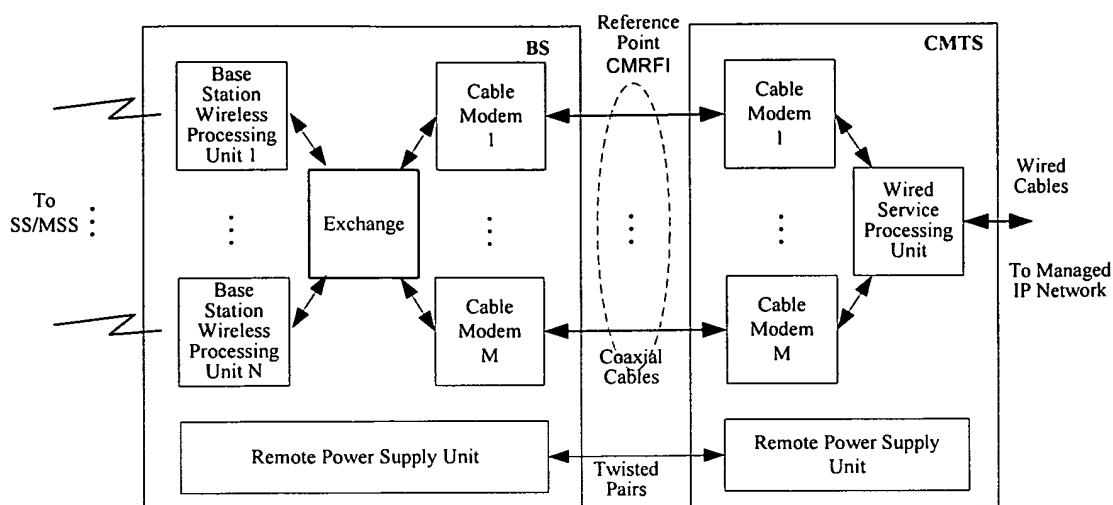 BS
Base
Station
Wireless
Processing
Unit 1
Cable
Modem
1
Exchange
To
SS/MSS
Base
Station
Wireless
Processing
Unit N
Cable
Modem
M
Remote Power Supply Unit
Reference
Point
CMRFI
Coaxial
Cables
Twisted
Pairs
CMTS
Cable
Modem
1
Wired
Service
Processing
Unit
Cable
Modem
M
Remote Power Supply
Unit
Wired
Cables
To Managed
IP Network